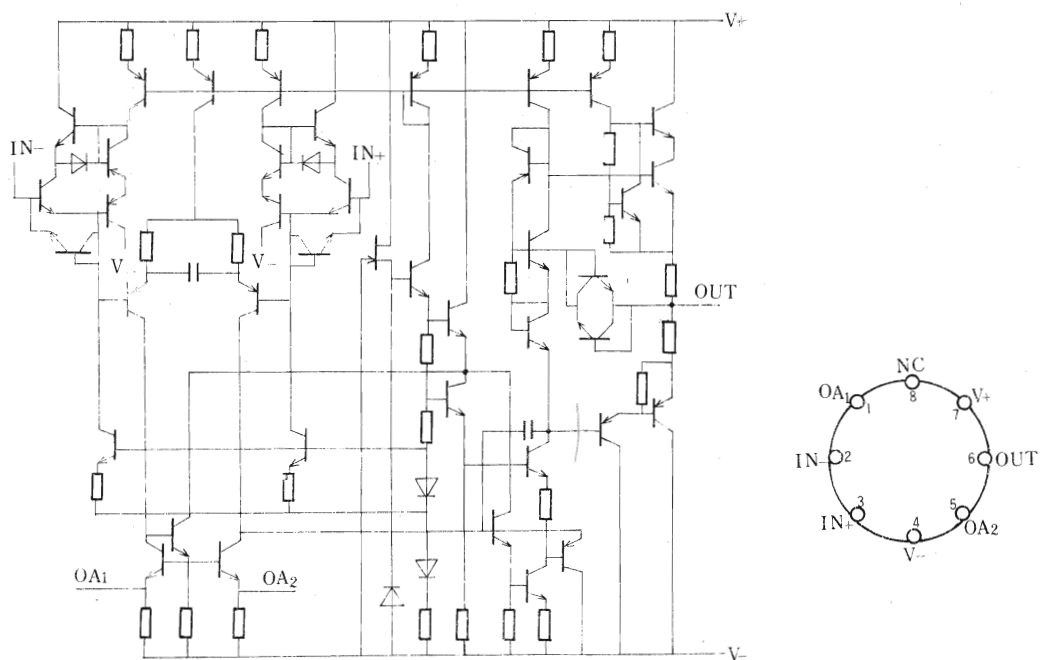 V+
IN-
IN+
V
V
OUT
OA1
OA2
V-
NC
8
OA1
1
V+
7
IN-
2
6
OUT
3
IN+
4
V-
5
OA2